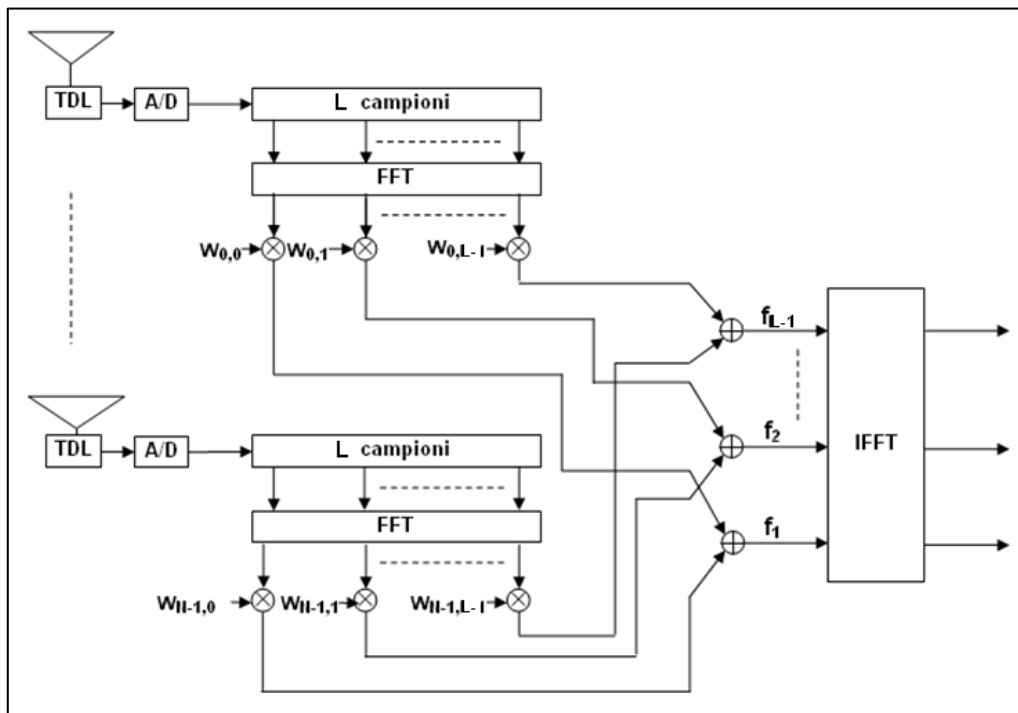 TDL
A/D
L campioni
FFT
W0,0
W0,1
W0,L-1
fL-1
f2
IFFT
f1
TDL
A/D
L campioni
FFT
WN-1,0
WN-1,1
WN-1,L-1